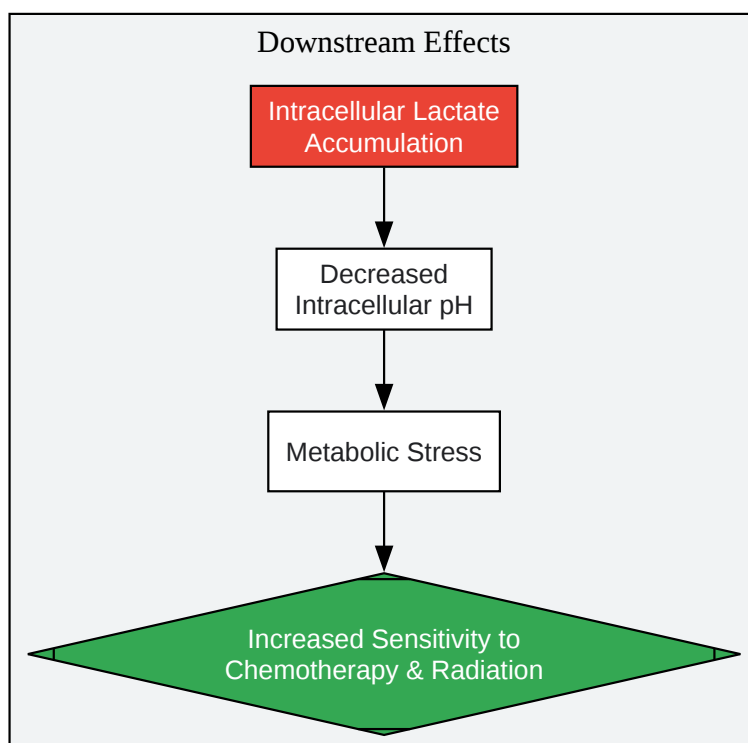 Downstream Effects
Intracellular Lactate
Accumulation
Decreased
Intracellular pH
Metabolic Stress
Increased Sensitivity to
Chemotherapy & Radiation